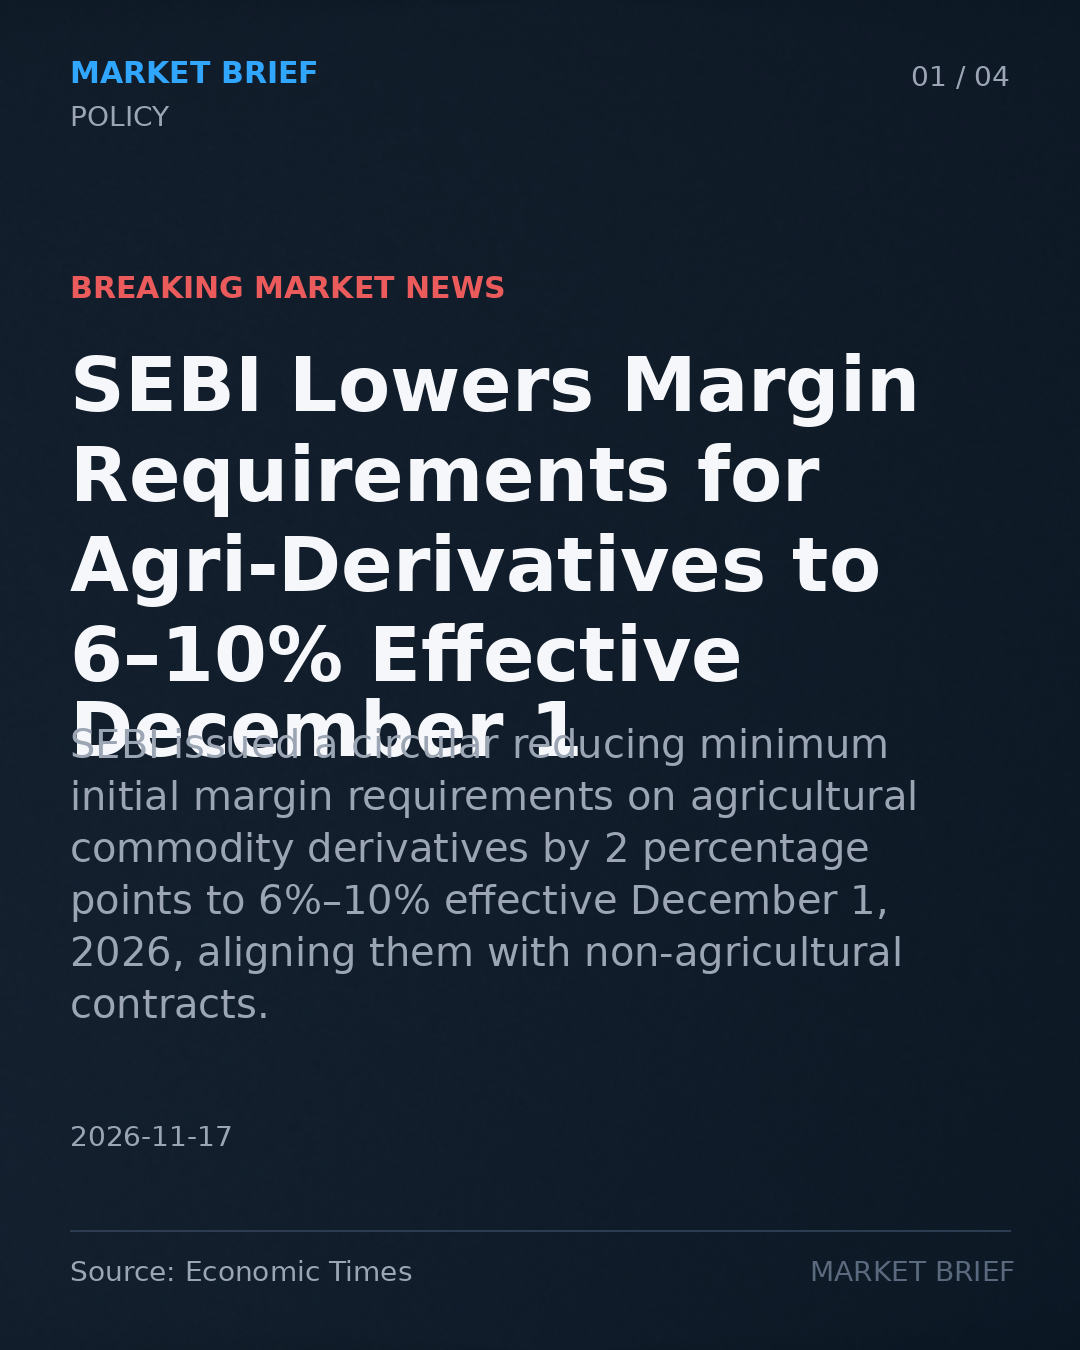 MARKET BRIEF
01 / 04
POLICY
BREAKING MARKET NEWS
SEBI Lowers Margin
Requirements for
Agri-Derivatives to
6–10% Effective
December 1
SEBI issued a circular reducing minimum
initial margin requirements on agricultural
commodity derivatives by 2 percentage
points to 6%–10% effective December 1,
2026, aligning them with non-agricultural
contracts.
2026-11-17
Source: Economic Times
MARKET BRIEF